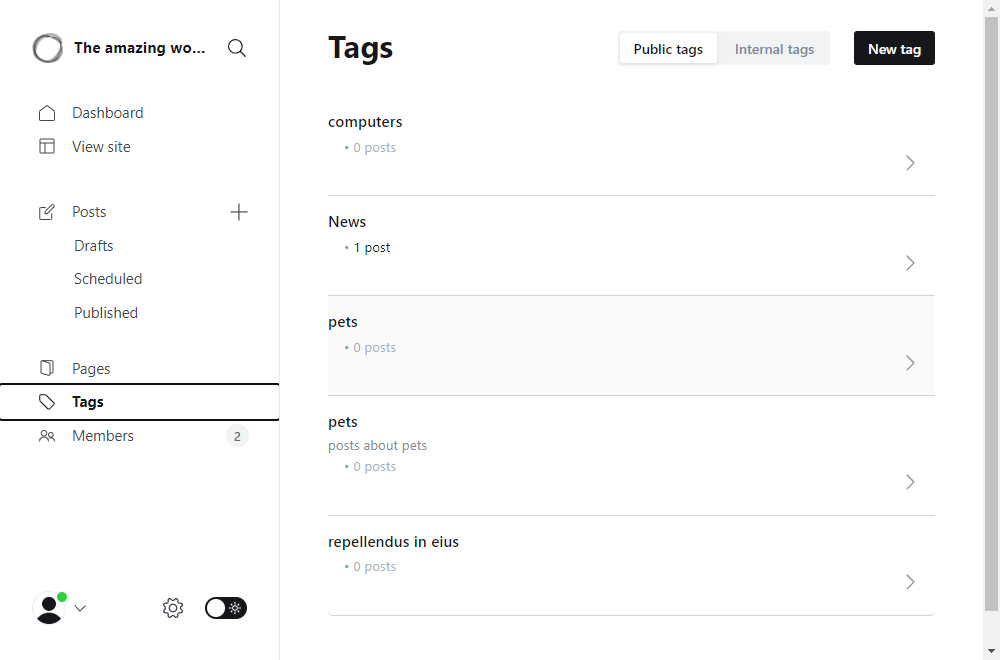 The amazing wo...
Dashboard
View site
Posts
Drafts
Scheduled
Published
Pages
Tags
Members
2
Tags
Public tags
Internal tags
New tag
computers
• 0 posts
News
• 1 post
pets
• 0 posts
pets
posts about pets
• 0 posts
repellendus in eius
• 0 posts